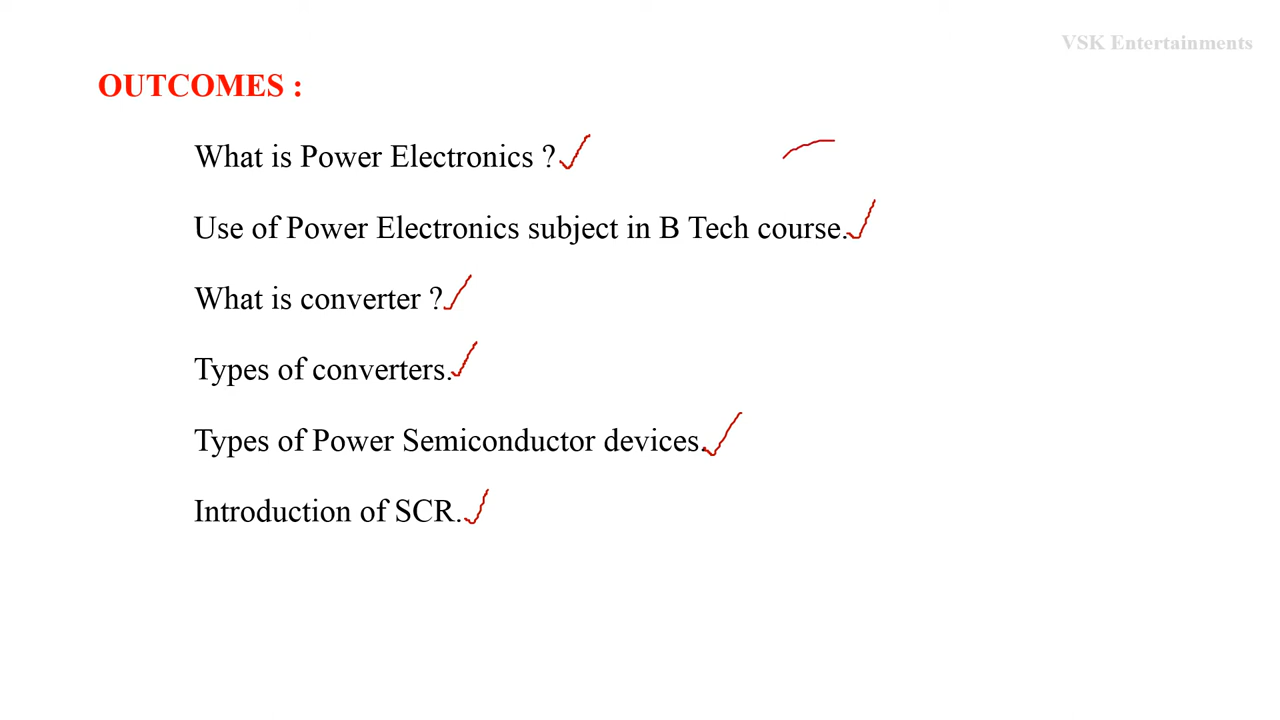 VSK Entertainments
OUTCOMES :
What is Power Electronics ?
Use of Power Electronics subject in B Tech course.
What is converter ?
Types of converters.
Types of Power Semiconductor devices.
Introduction of SCR.